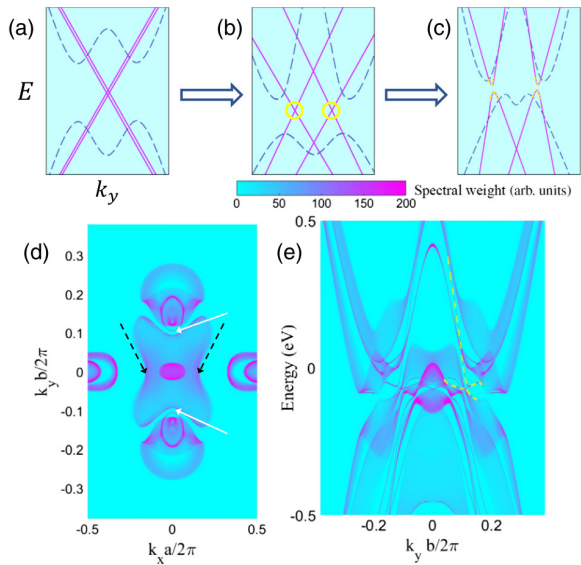 (a)
(b)
(c)
E
k_y
0 50 100 150 200
Spectral weight (arb. units)
(d)
(e)
0.3
0.2
0.1
0
-0.1
-0.2
-0.3
k_y b/2π
-0.5 0 0.5
k_x a/2π
0.5
0
-0.5
Energy (eV)
-0.2 0 0.2
k_y b/2π